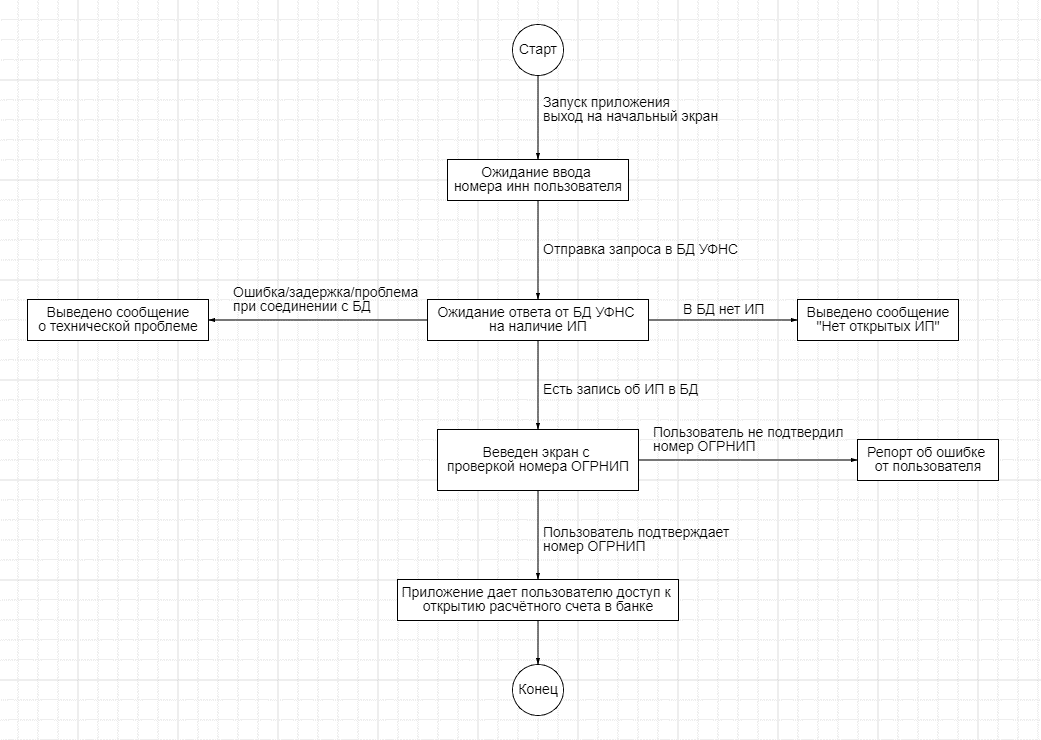 Старт
Запуск приложения
выход на начальный экран
Ожидание ввода
номера инн пользователя
Отправка запроса в БД УФНС
Ошибка/задержка/проблема
при соединении с БД
Выведено сообщение
о технической проблеме
Ожидание ответа от БД УФНС
на наличие ИП
В БД нет ИП
Выведено сообщение
"Нет открытых ИП"
Есть запись об ИП в БД
Веведен экран с
проверкой номера ОГРНИП
Пользователь не подтвердил
номер ОГРНИП
Репорт об ошибке
от пользователя
Пользователь подтверждает
номер ОГРНИП
Приложение дает пользователю доступ к
открытию расчётного счета в банке
Конец